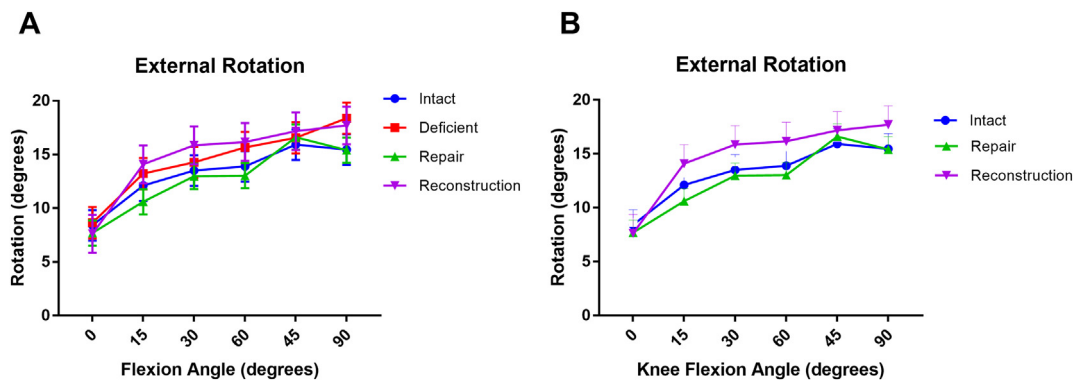 A
External Rotation
Rotation (degrees)
20
15
10
5
0
0
15
30
60
45
90
Flexion Angle (degrees)
Intact
Deficient
Repair
Reconstruction
B
External Rotation
Rotation (degrees)
20
15
10
5
0
0
15
30
60
45
90
Knee Flexion Angle (degrees)
Intact
Repair
Reconstruction